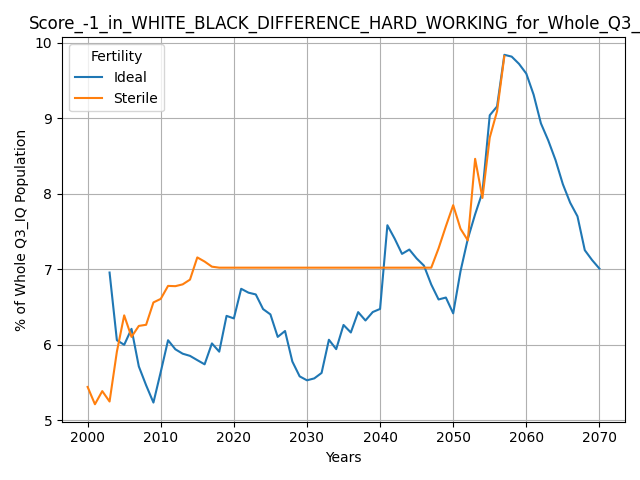 Score_-1_in_WHITE_BLACK_DIFFERENCE_HARD_WORKING_for_Whole_Q3_
Fertility
Ideal
Sterile
% of Whole Q3_IQ Population
10
9
8
7
6
5
2000 2010 2020 2030 2040 2050 2060 2070
Years